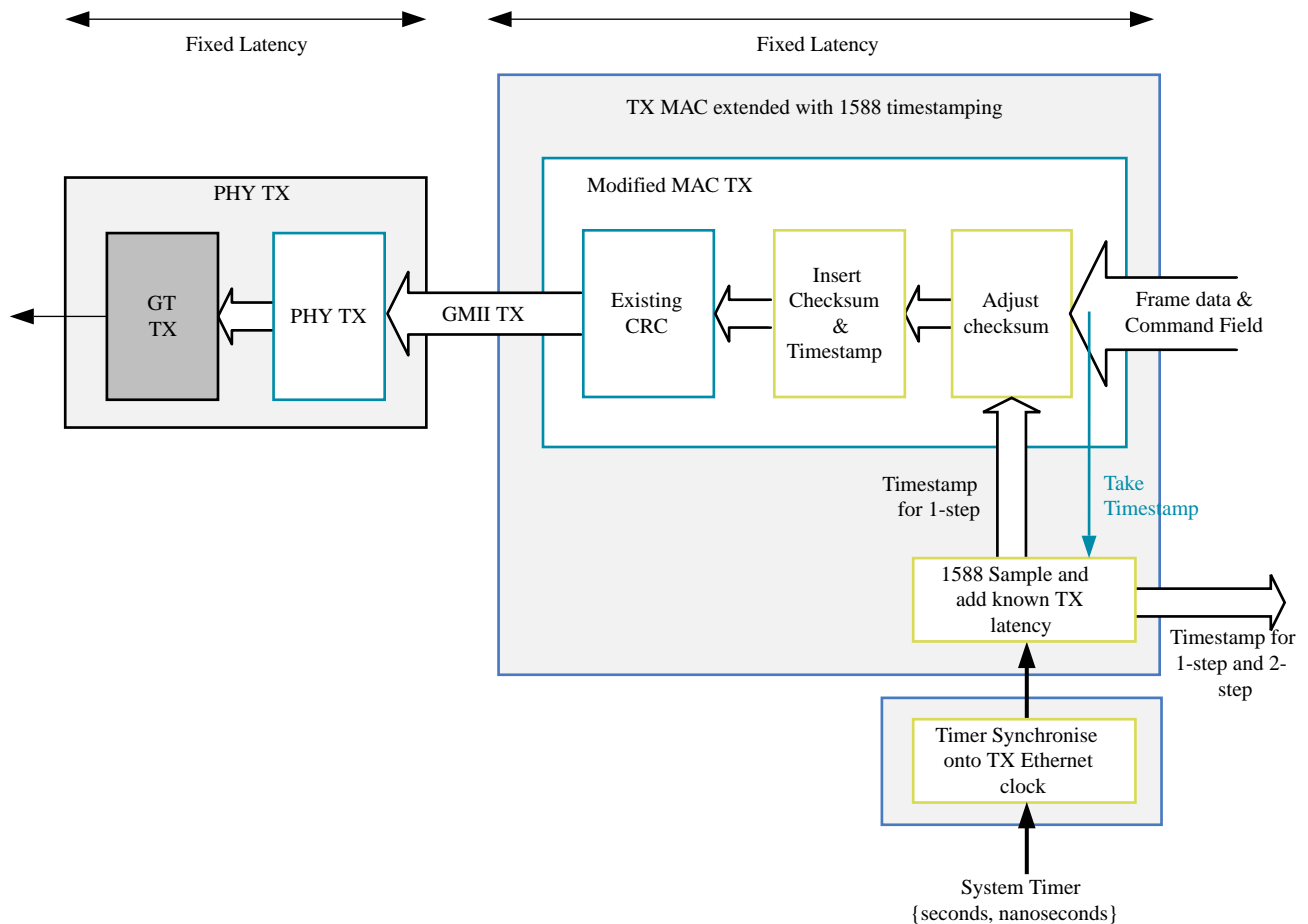 Fixed Latency
Fixed Latency
TX MAC extended with 1588 timestamping
PHY TX
Modified MAC TX
GT
TX
PHY TX
GMII TX
Existing
CRC
Insert
Checksum
&
Timestamp
Adjust
checksum
Frame data &
Command Field
Timestamp
for 1-step
Take
Timestamp
1588 Sample and
add known TX
latency
Timestamp for
1-step and 2-
step
Timer Synchronise
onto TX Ethernet
clock
System Timer
{seconds, nanoseconds}